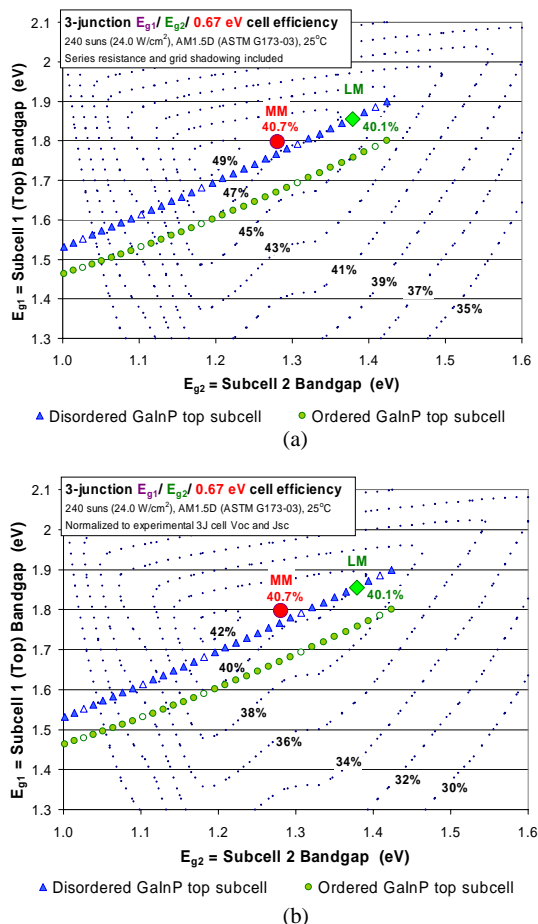 3-junction Eg1/ Eg2/ 0.67 eV cell efficiency
240 suns (24.0 W/cm²), AM1.5D (ASTM G173-03), 25°C
Series resistance and grid shadowing included
Eg1 = Subcell 1 (Top) Bandgap (eV)
2.1
2.0
1.9
1.8
1.7
1.6
1.5
1.4
1.3
MM
40.7%
LM
40.1%
49%
47%
45%
43%
41%
39%
37%
35%
1.0 1.1 1.2 1.3 1.4 1.5 1.6
Eg2 = Subcell 2 Bandgap (eV)
Disordered GaInP top subcell Ordered GaInP top subcell
(a)
3-junction Eg1/ Eg2/ 0.67 eV cell efficiency
240 suns (24.0 W/cm²), AM1.5D (ASTM G173-03), 25°C
Normalized to experimental 3J cell Voc and Jsc
Eg1 = Subcell 1 (Top) Bandgap (eV)
2.1
2.0
1.9
1.8
1.7
1.6
1.5
1.4
1.3
MM
40.7%
LM
40.1%
42%
40%
38%
36%
34%
32%
30%
1.0 1.1 1.2 1.3 1.4 1.5 1.6
Eg2 = Subcell 2 Bandgap (eV)
Disordered GaInP top subcell Ordered GaInP top subcell
(b)